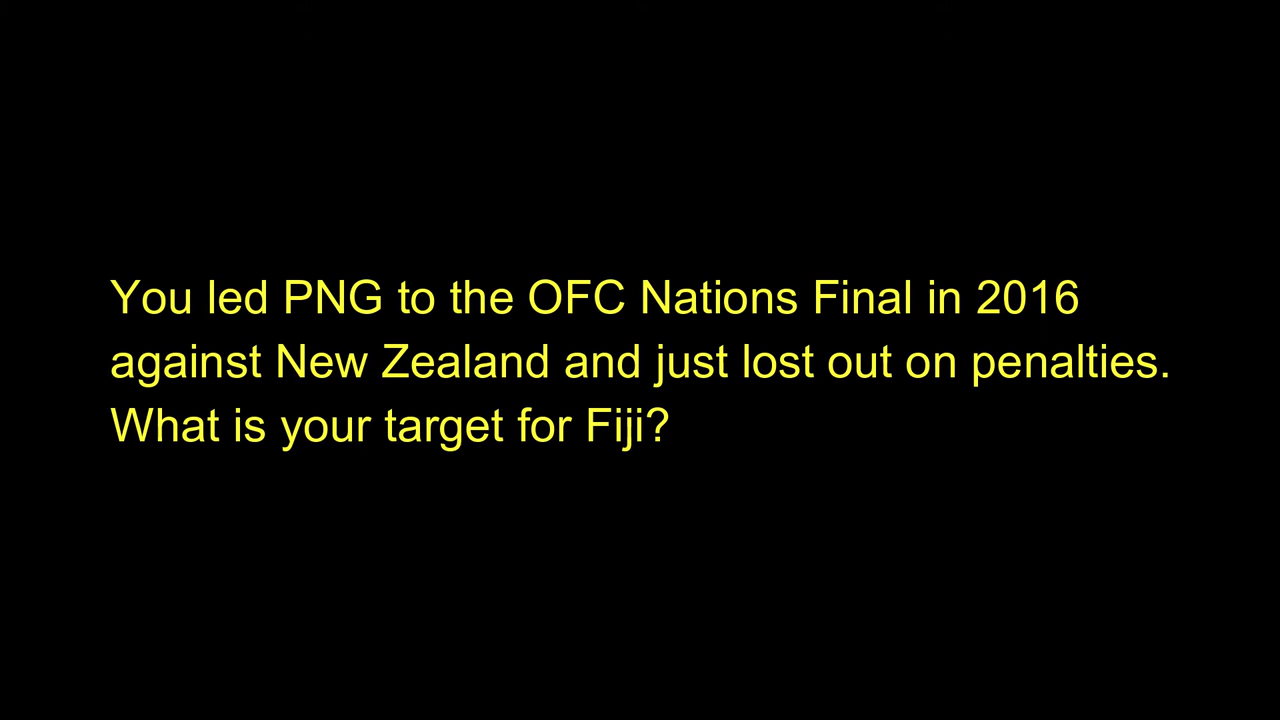 You led PNG to the OFC Nations Final in 2016
against New Zealand and just lost out on penalties.
What is your target for Fiji?